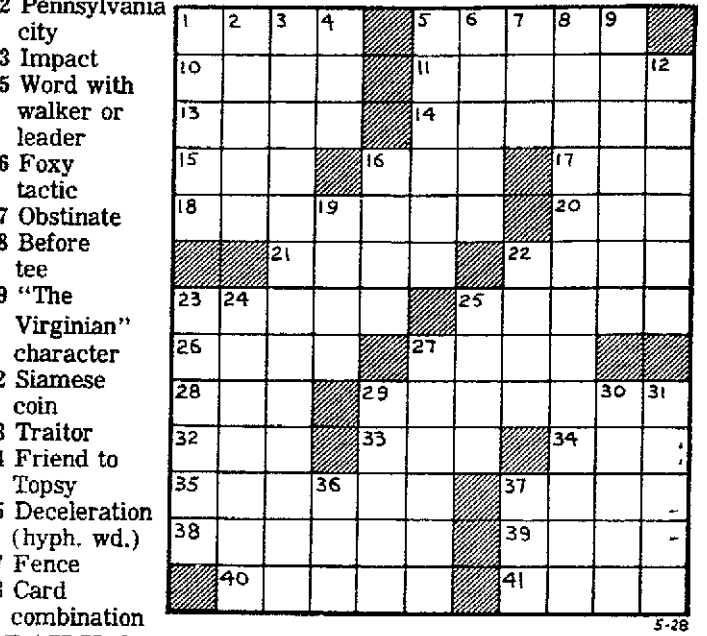 2 Pennsylvania
city
3 Impact
5 Word with
walker or
leader
6 Foxy
tactic
7 Obstinate
8 Before
tee
9 "The
Virginian"
character
2 Siamese
coin
3 Traitor
4 Friend to
Topsy
5 Deceleration
(hyph. wd.)
7 Fence
Card
combination
1 2 3 4 5 6 7 8 9
10 11 12
13 14
15 16 17
18 19 20
21 22
23 24 25
26 27
28 29 30 31
32 33 34
35 36 37
38 39
40 41
5-28